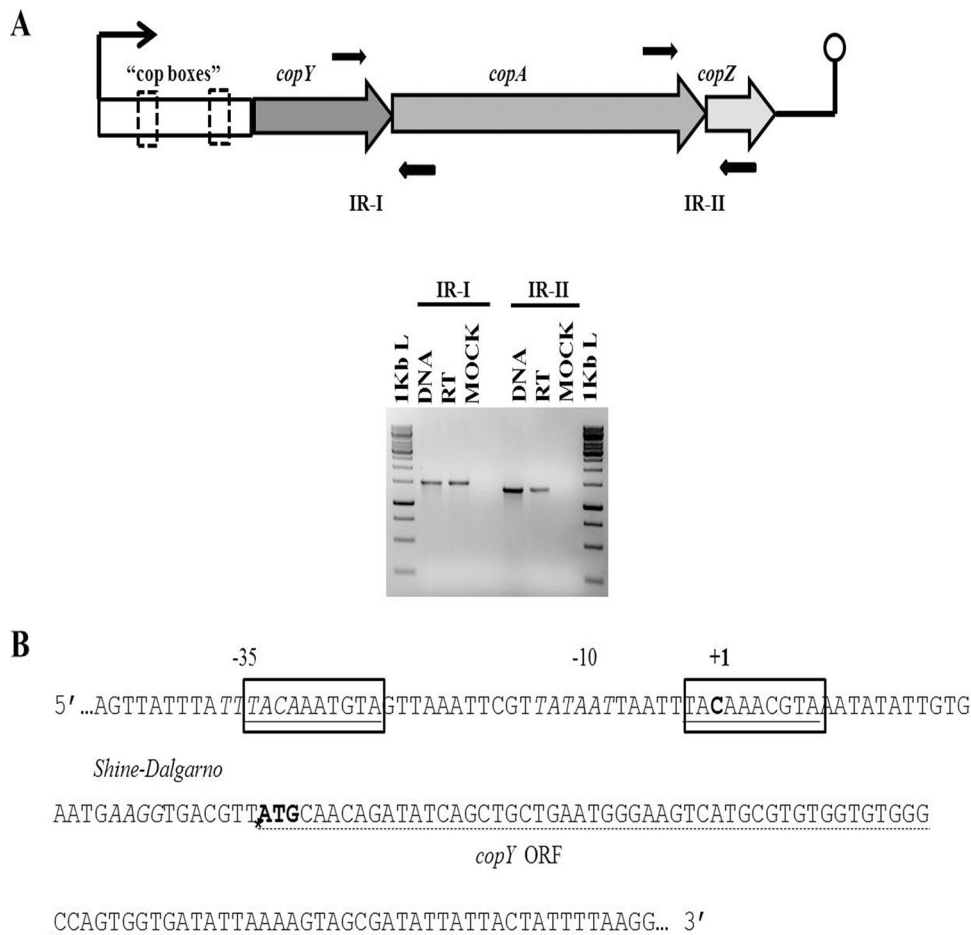 A
"cop boxes" copY copA copZ
IR-I IR-II
IR-I IR-II
1Kb L DNA RT MOCK DNA RT MOCK 1Kb L
B
-35 -10 +1
5′…AGTTATTTATTTACAAATGTAGTTAAATTCGTTATAATTAATTTACAAACGTAAATATATTGTG
Shine-Dalgarno
AATGAAGGTGACGTTATGCAACAGATATCAGCTGCTGAATGGGAAGTCATGCGTGTGGTGTGGG
*
copY ORF
CCAGTGGTGATATTAAAAGTAGCGATATTATTACTATTTTAAGG… 3′